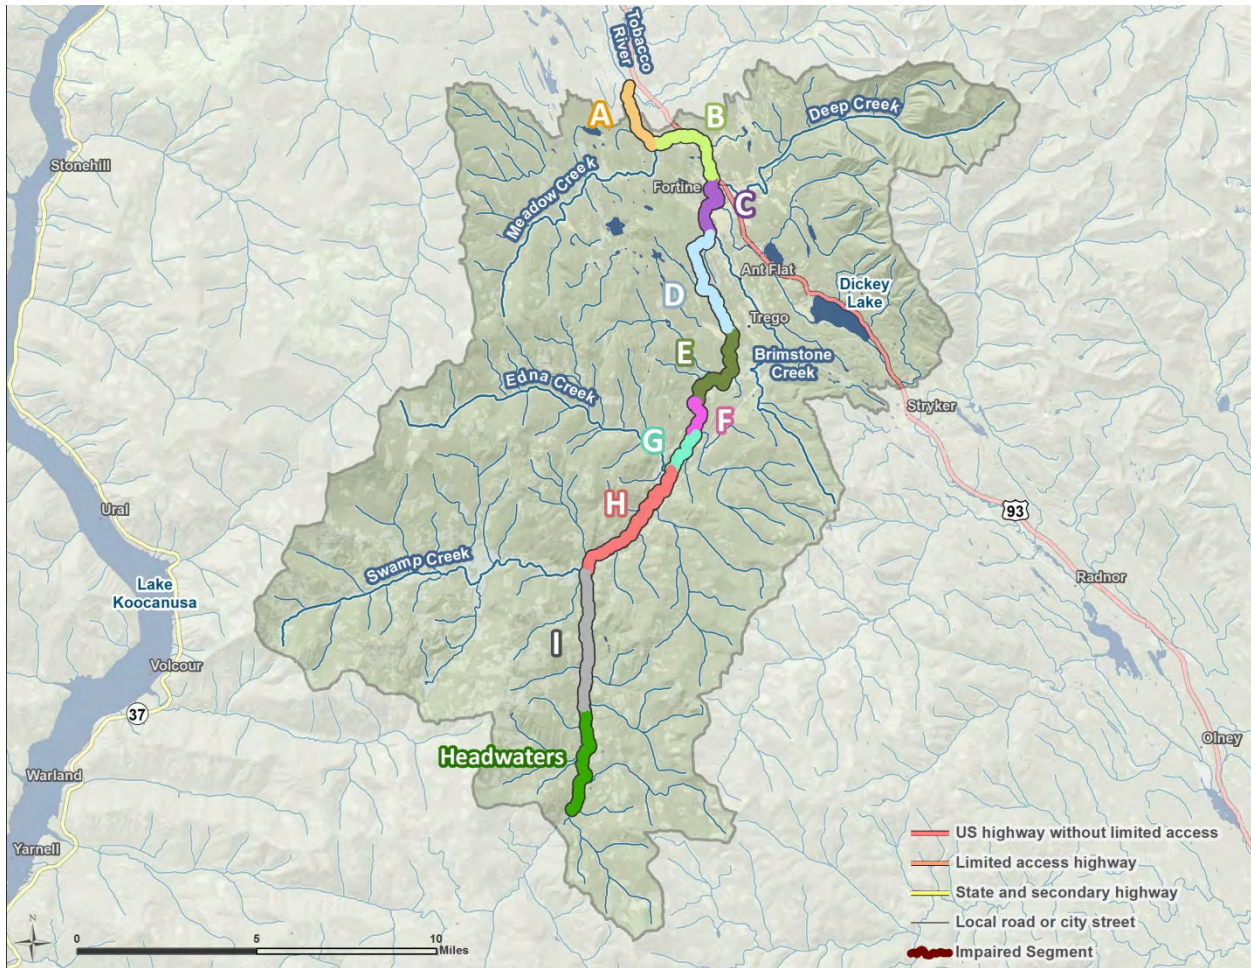 Tobacco
River
A
B
Deep Creek
Stonehill
Meadow Creek
Fortine
C
Ant Flat
Dickey
Lake
D
Trego
E
Brimstone
Creek
Edna Creek
Stryker
F
G
H
Ural
93
Swamp Creek
Radnor
Lake
Koocanusa
I
Volcour
37
Olney
Headwaters
Warland
Yarnell
US highway without limited access
Limited access highway
State and secondary highway
Local road or city street
Impaired Segment
N
0 5 10
Miles